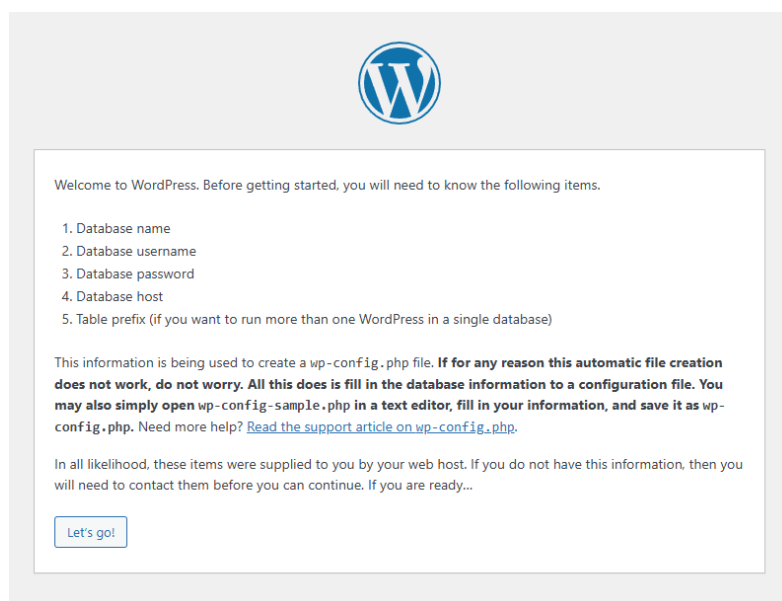 Welcome to WordPress. Before getting started, you will need to know the following items.
1. Database name
2. Database username
3. Database password
4. Database host
5. Table prefix (if you want to run more than one WordPress in a single database)
This information is being used to create a wp-config.php file. If for any reason this automatic file creation
does not work, do not worry. All this does is fill in the database information to a configuration file. You
may also simply open wp-config-sample.php in a text editor, fill in your information, and save it as wp-
config.php. Need more help? Read the support article on wp-config.php.
In all likelihood, these items were supplied to you by your web host. If you do not have this information, then you
will need to contact them before you can continue. If you are ready...
Let's go!